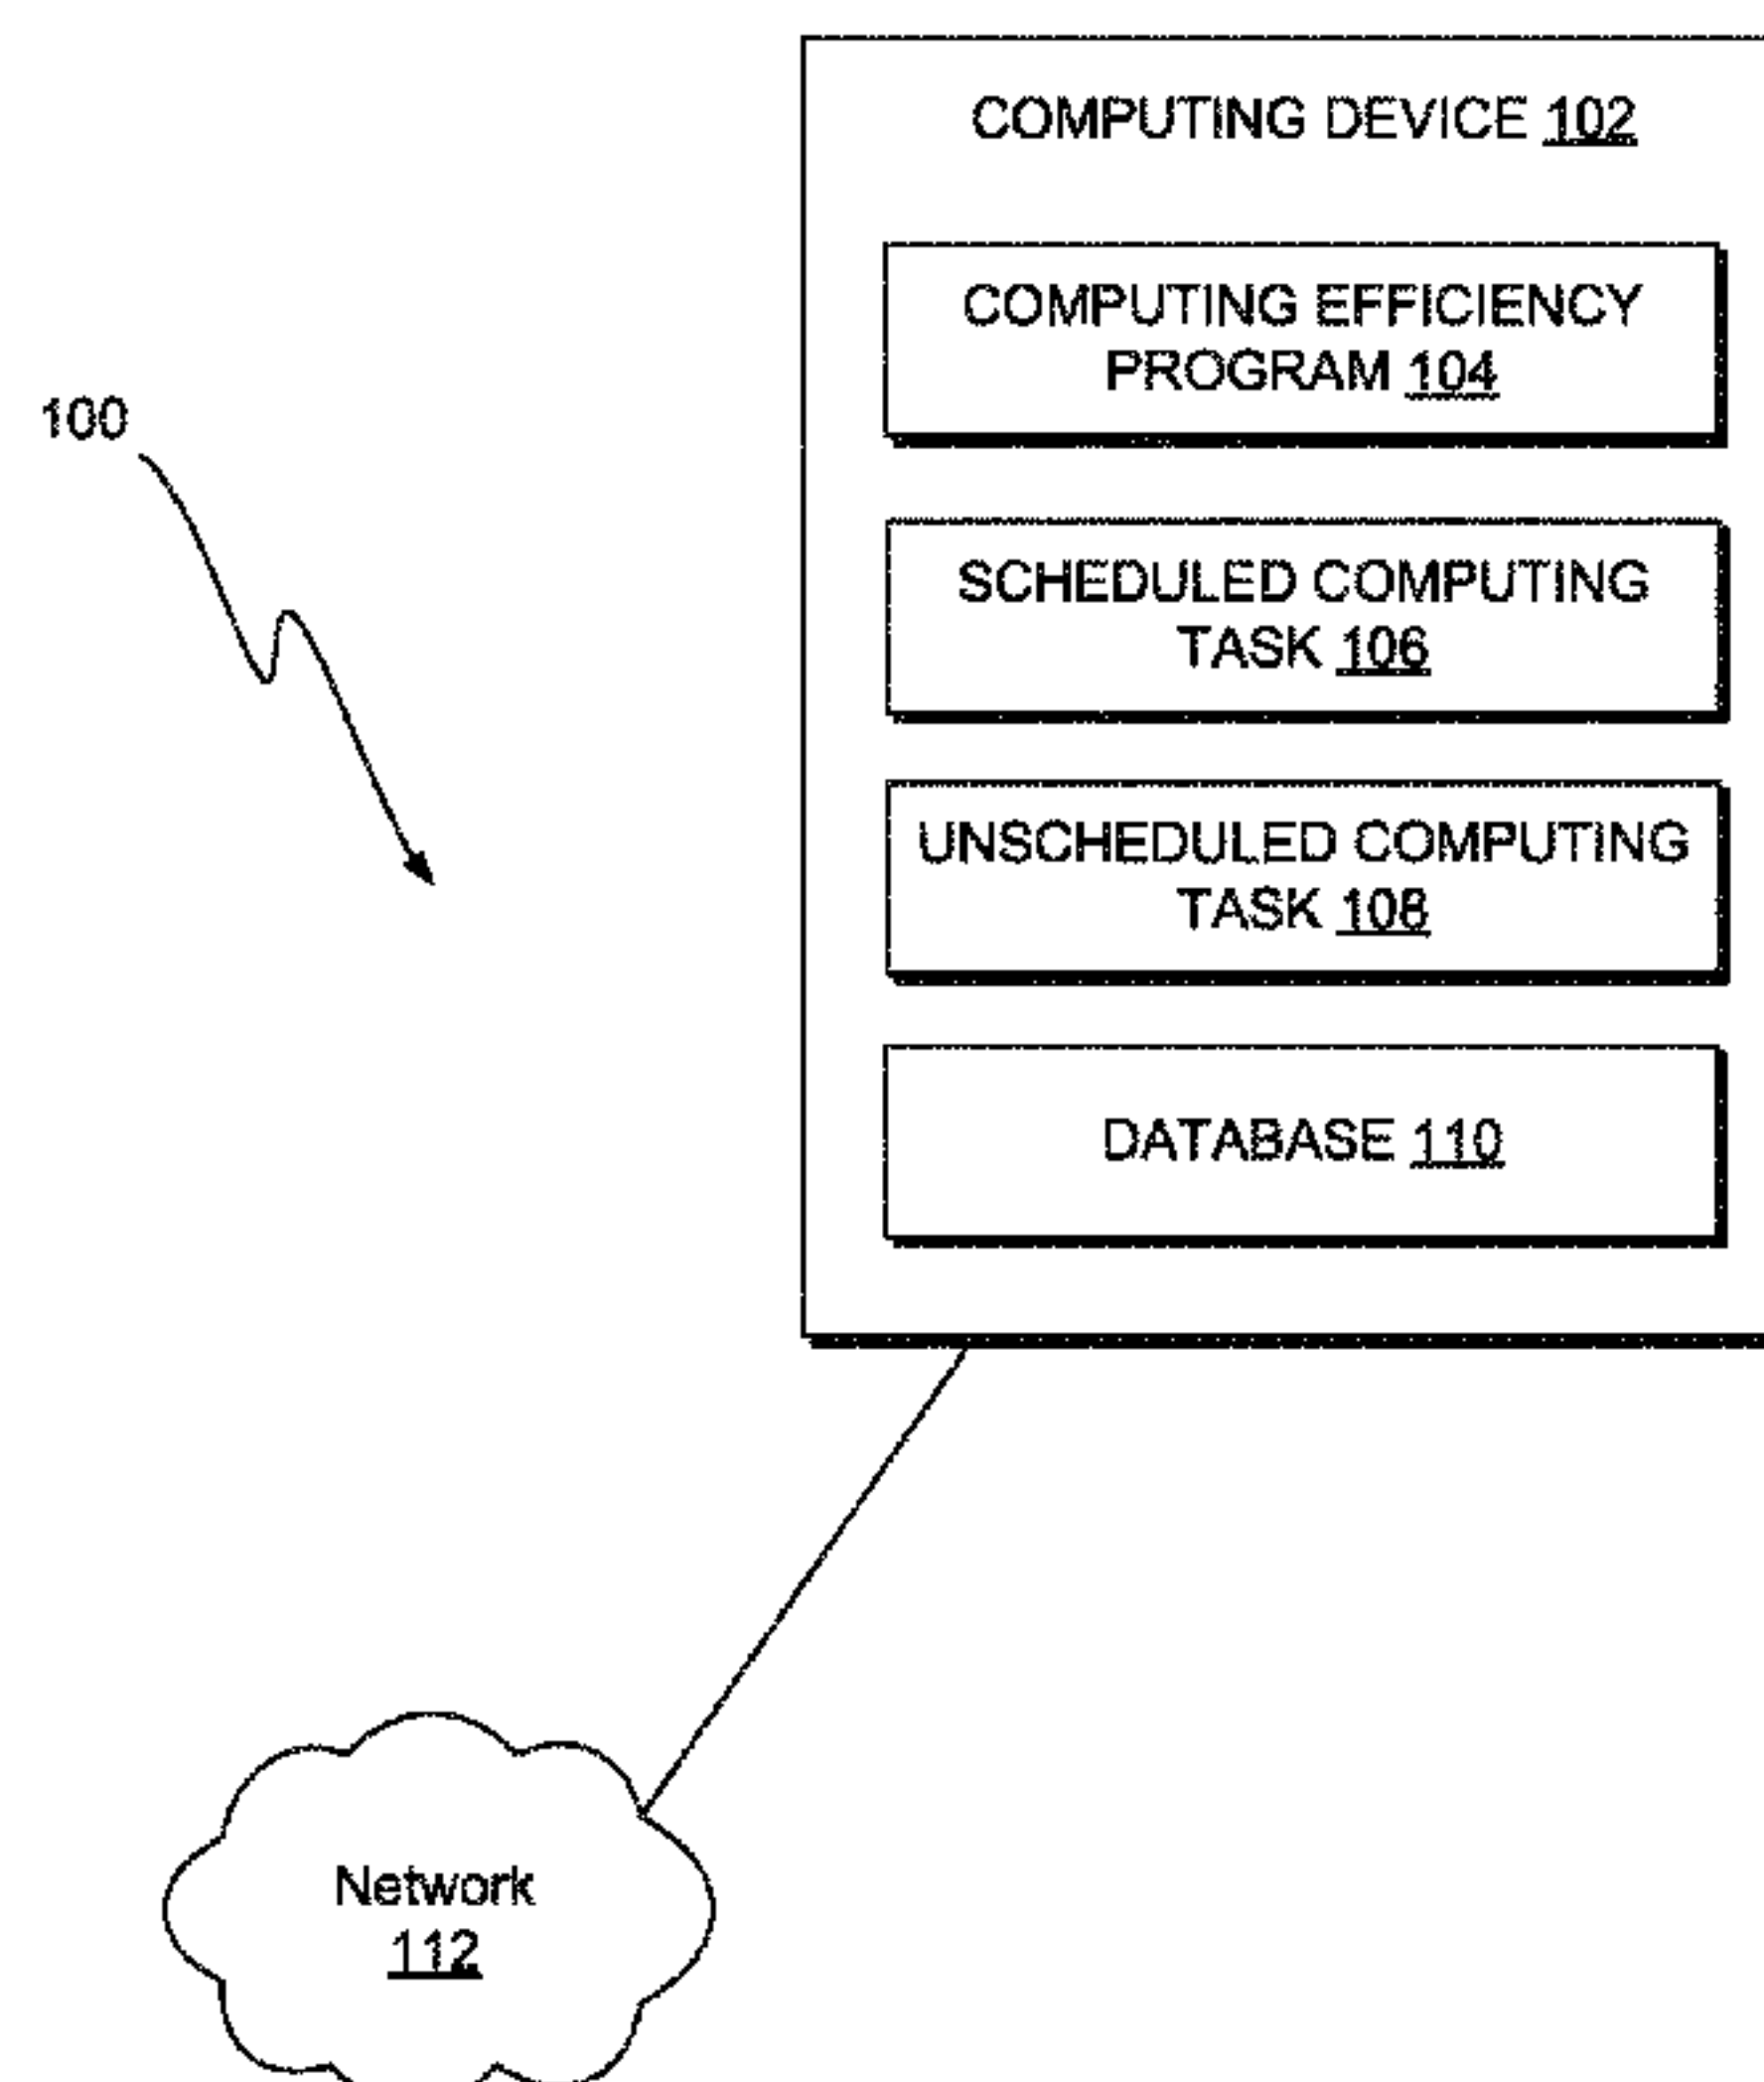 COMPUTING DEVICE 102
COMPUTING EFFICIENCY
PROGRAM 104
100
SCHEDULED COMPUTING
TASK 106
UNSCHEDULED COMPUTING
TASK 108
DATABASE 110
Network
112